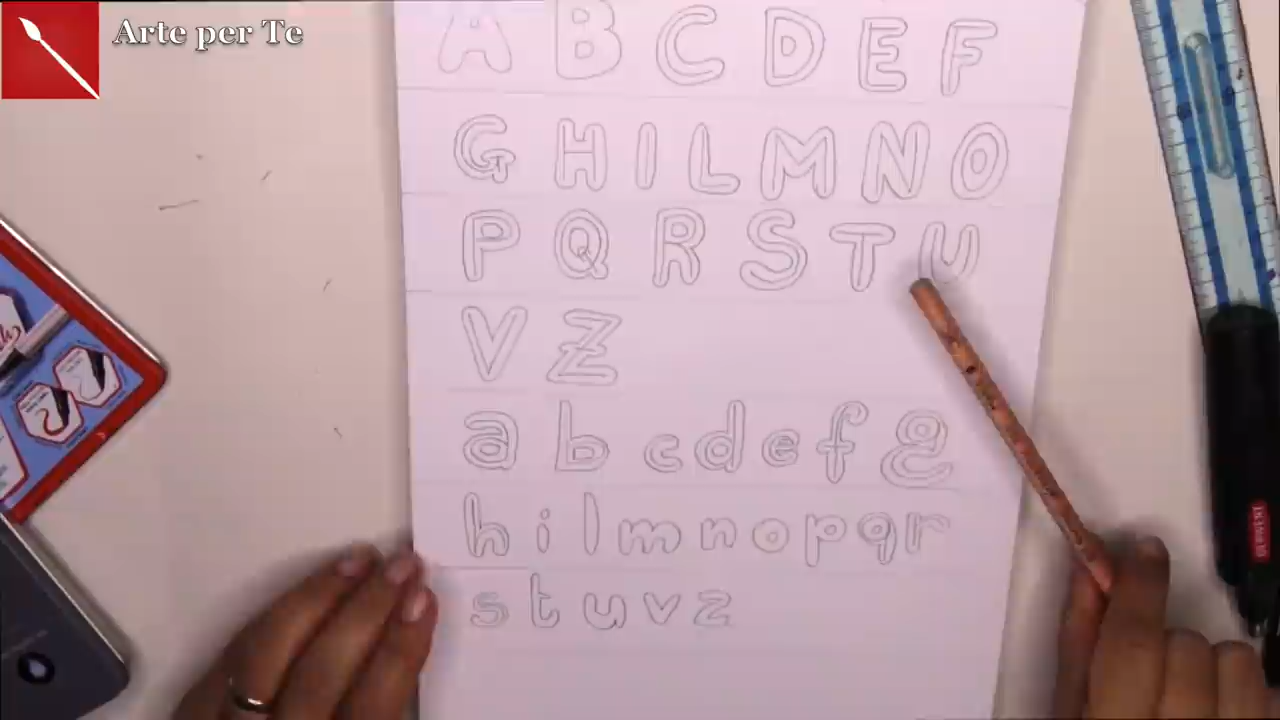 Arte per Te
A B C D E F
G H I L M N O
P Q R S T U
V Z
a b c d e f g
h i l m n o p q r
s t u v z